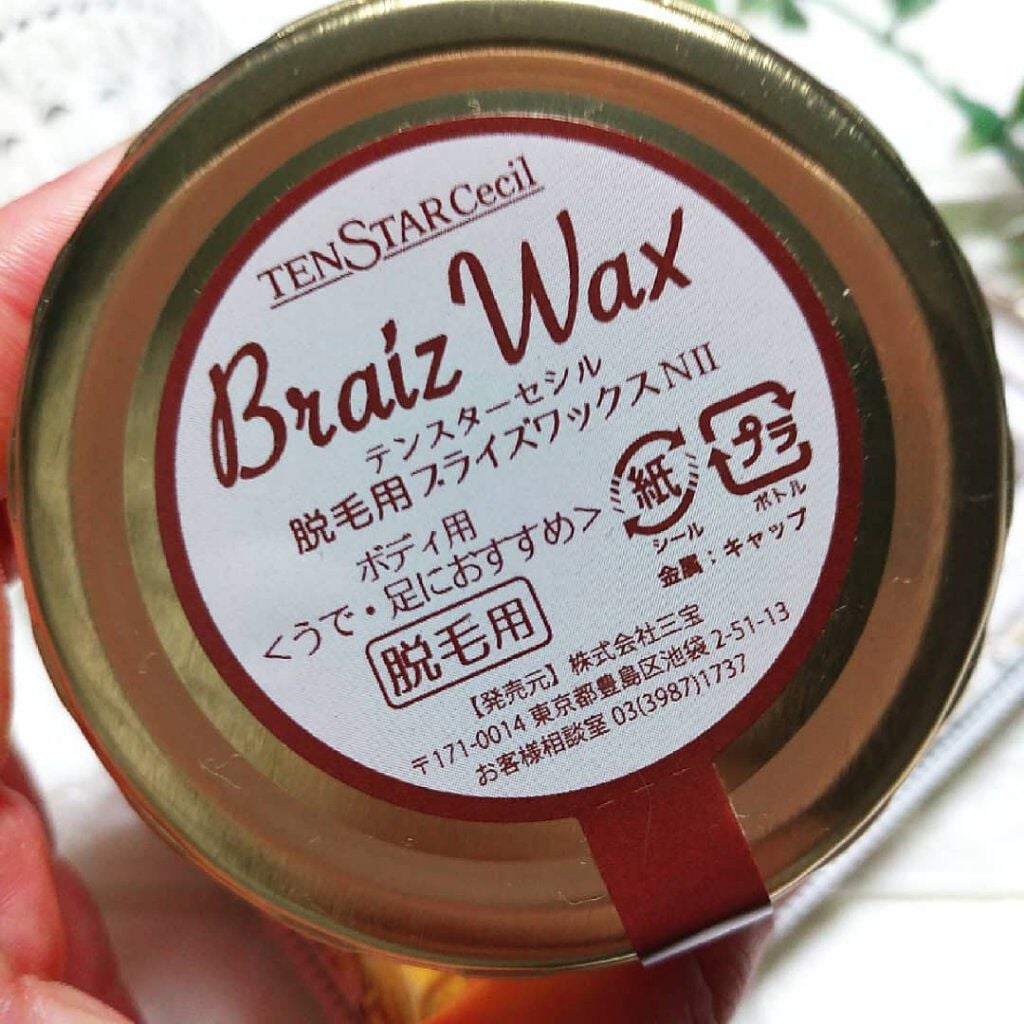 TENSTAR Cecil
Braiz Wax
テンスターセシル
脱毛用ブライズワックスNII
ボディ用
<うで・足におすすめ>
脱毛用
紙
シール
プラ
ボトル
金属:キャップ
【発売元】株式会社三宝
〒171-0014 東京都豊島区池袋 2-51-13
お客様相談室 03(3987)1737